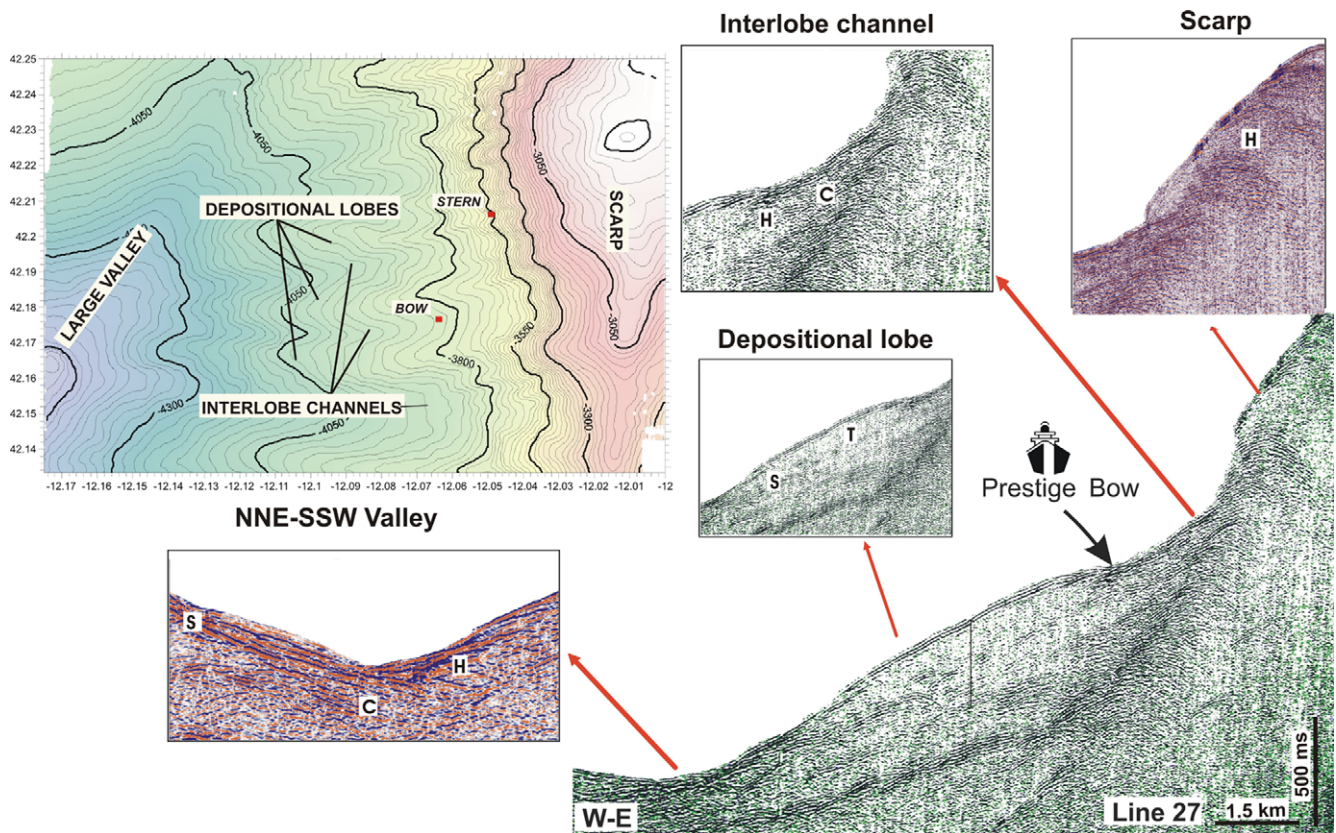 Interlobe channel
Scarp
42.25
42.24
42.23
42.22
42.21
42.2
42.19
42.18
42.17
42.16
42.15
42.14
-4050
-4050
-3050
DEPOSITIONAL LOBES
STERN
SCARP
LARGE VALLEY
-4050
BOW
-3550
-3050
-3800
-4300
INTERLOBE CHANNELS
-4050
-3300
-12.17 -12.16 -12.15 -12.14 -12.13 -12.12 -12.11 -12.1 -12.09 -12.08 -12.07 -12.06 -12.05 -12.04 -12.03 -12.02 -12.01 -12
H
C
H
Depositional lobe
T
S
Prestige Bow
NNE-SSW Valley
S
H
C
W-E
Line 27
1.5 km
500 ms